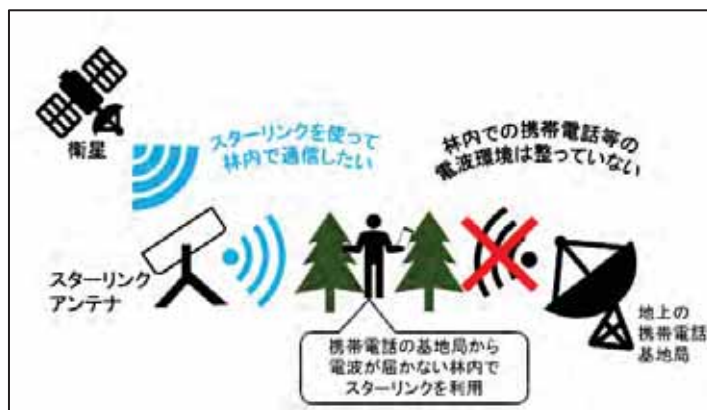 衛星
スターリンクを使って
林内で通信したい
林内での携帯電話等の
電波環境は整っていない
スターリンク
アンテナ
地上の
携帯電話
基地局
携帯電話の基地局から
電波が届かない林内で
スターリンクを利用